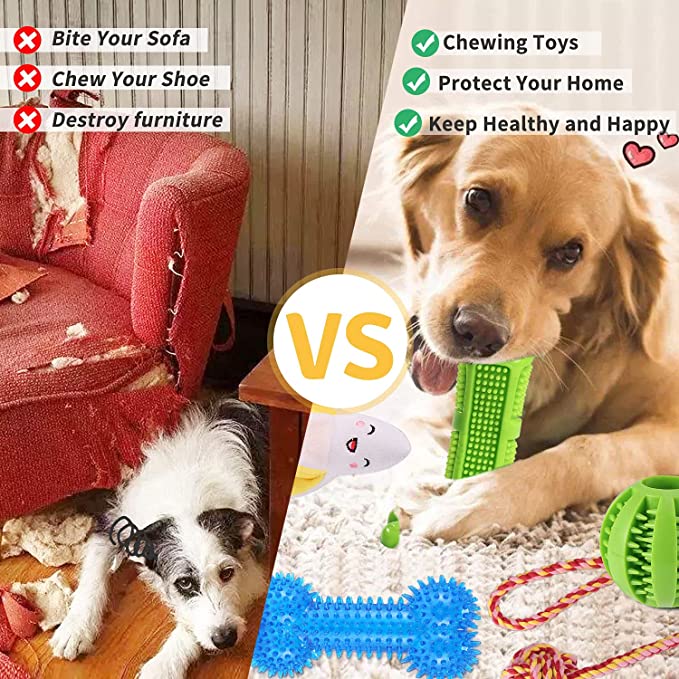 Bite Your Sofa
Chew Your Shoe
Destroy furniture
Chewing Toys
Protect Your Home
Keep Healthy and Happy
VS